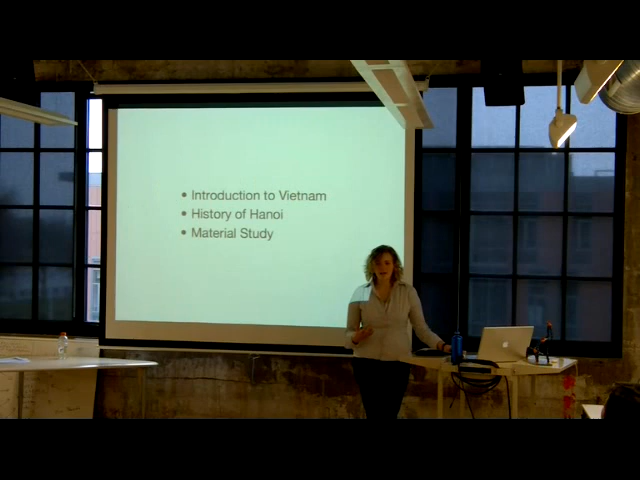 • Introduction to Vietnam
• History of Hanoi
• Material Study